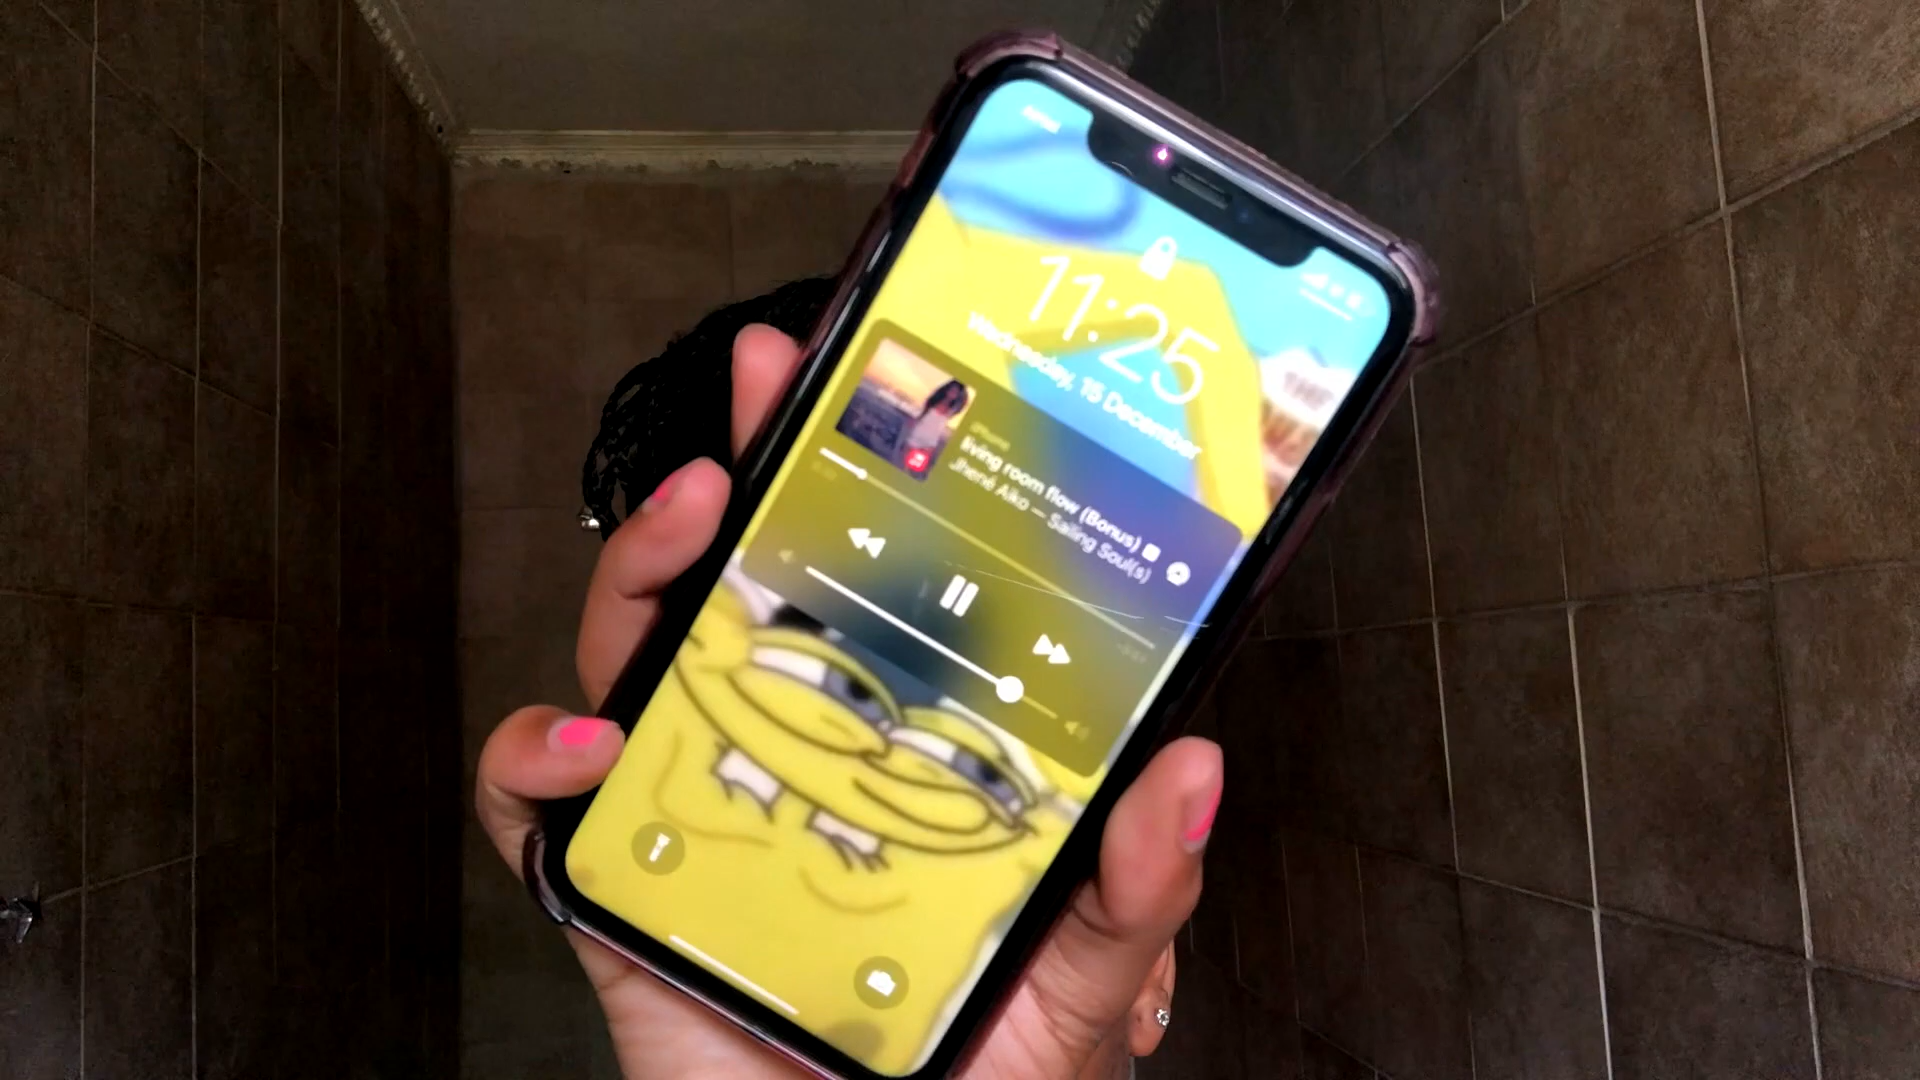 11:25
Wednesday, 15 December
iPhone
living room flow (Bonus)
Jhené Aiko — Sailing Soul(s)